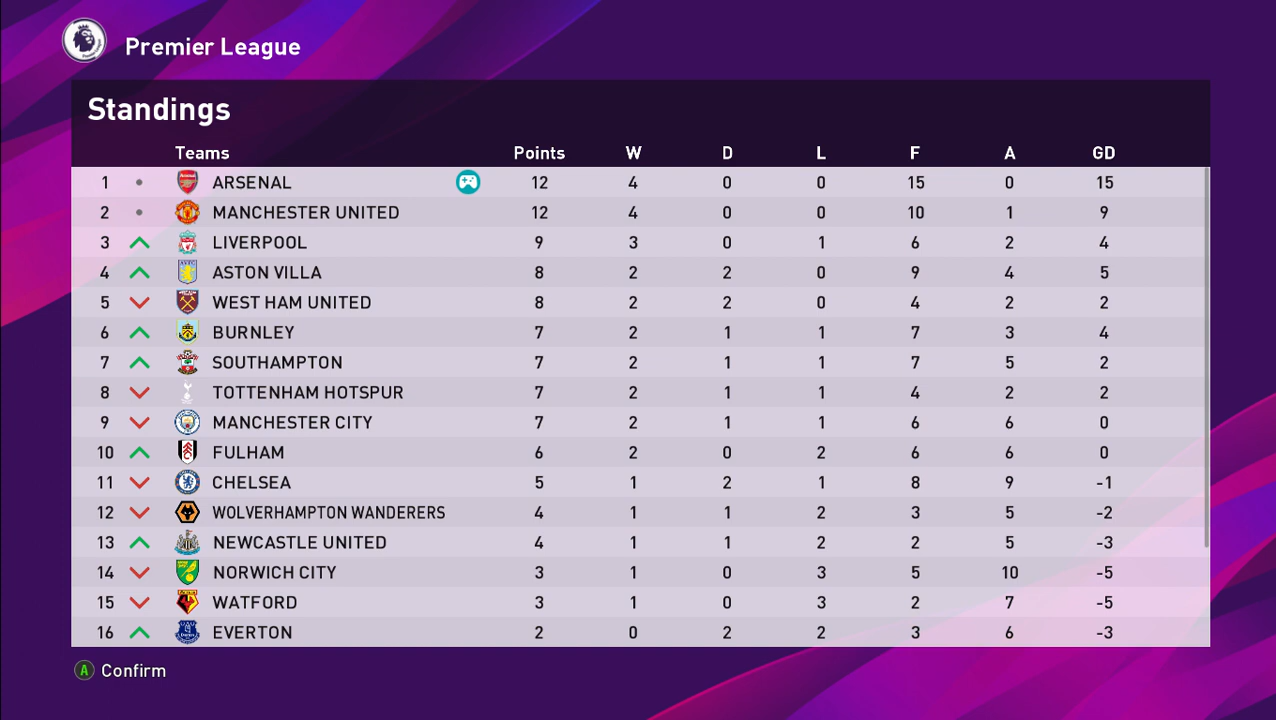 Premier League
Standings
Teams Points W D L F A GD
1 ARSENAL 12 4 0 0 15 0 15
2 MANCHESTER UNITED 12 4 0 0 10 1 9
3 LIVERPOOL 9 3 0 1 6 2 4
4 ASTON VILLA 8 2 2 0 9 4 5
5 WEST HAM UNITED 8 2 2 0 4 2 2
6 BURNLEY 7 2 1 1 7 3 4
7 SOUTHAMPTON 7 2 1 1 7 5 2
8 TOTTENHAM HOTSPUR 7 2 1 1 4 2 2
9 MANCHESTER CITY 7 2 1 1 6 6 0
10 FULHAM 6 2 0 2 6 6 0
11 CHELSEA 5 1 2 1 8 9 -1
12 WOLVERHAMPTON WANDERERS 4 1 1 2 3 5 -2
13 NEWCASTLE UNITED 4 1 1 2 2 5 -3
14 NORWICH CITY 3 1 0 3 5 10 -5
15 WATFORD 3 1 0 3 2 7 -5
16 EVERTON 2 0 2 2 3 6 -3
A Confirm